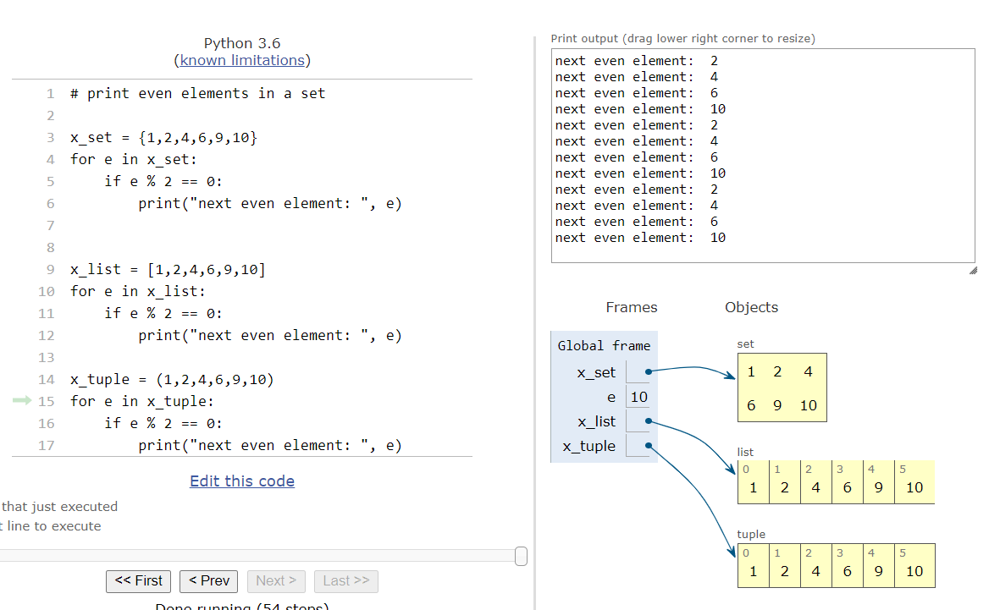 Python 3.6
(known limitations)
1 # print even elements in a set
2
3 x_set = {1,2,4,6,9,10}
4 for e in x_set:
5     if e % 2 == 0:
6         print("next even element: ", e)
7
8
9 x_list = [1,2,4,6,9,10]
10 for e in x_list:
11     if e % 2 == 0:
12         print("next even element: ", e)
13
14 x_tuple = (1,2,4,6,9,10)
15 for e in x_tuple:
16     if e % 2 == 0:
17         print("next even element: ", e)
Edit this code
that just executed
t line to execute
<< First
< Prev
Next >
Last >>
Done running (54 steps)
Print output (drag lower right corner to resize)
next even element:  2
next even element:  4
next even element:  6
next even element:  10
next even element:  2
next even element:  4
next even element:  6
next even element:  10
next even element:  2
next even element:  4
next even element:  6
next even element:  10
Frames
Objects
Global frame
x_set
e 10
x_list
x_tuple
set
1 2 4
6 9 10
list
0 1 2 3 4 5
1 2 4 6 9 10
tuple
0 1 2 3 4 5
1 2 4 6 9 10